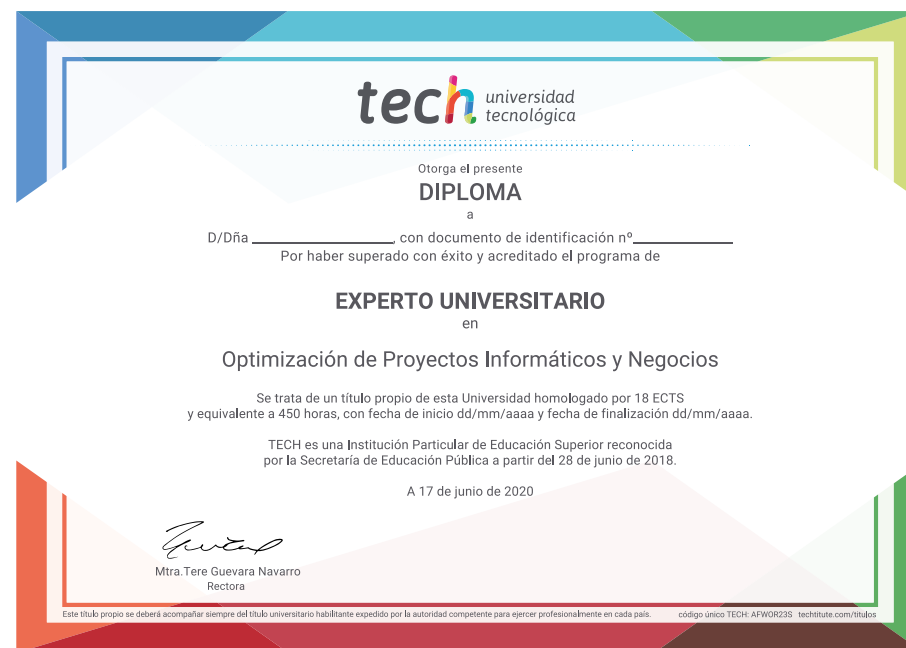 tech universidad
tecnológica
Otorga el presente
DIPLOMA
a
D/Dña ____________________, con documento de identificación nº______________
Por haber superado con éxito y acreditado el programa de
EXPERTO UNIVERSITARIO
en
Optimización de Proyectos Informáticos y Negocios
Se trata de un título propio de esta Universidad homologado por 18 ECTS
y equivalente a 450 horas, con fecha de inicio dd/mm/aaaa y fecha de finalización dd/mm/aaaa.
TECH es una Institución Particular de Educación Superior reconocida
por la Secretaría de Educación Pública a partir del 28 de junio de 2018.
A 17 de junio de 2020
Mtra.Tere Guevara Navarro
Rectora
Este título propio se deberá acompañar siempre del título universitario habilitante expedido por la autoridad competente para ejercer profesionalmente en cada país. código único TECH: AFWOR23S techtitute.com/titulos